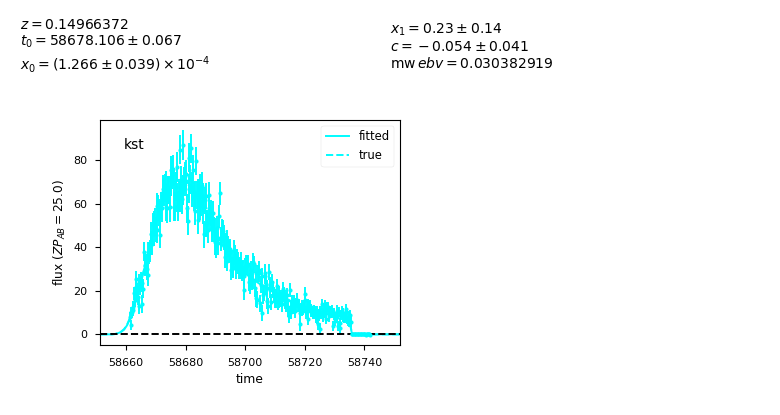 z = 0.14966372
t₀ = 58678.106 ± 0.067
x₀ = (1.266 ± 0.039) × 10⁻⁴
x₁ = 0.23 ± 0.14
c = −0.054 ± 0.041
mw ebv = 0.030382919
kst
fitted
true
flux (ZP_AB = 25.0)
80
60
40
20
0
58660 58680 58700 58720 58740
time